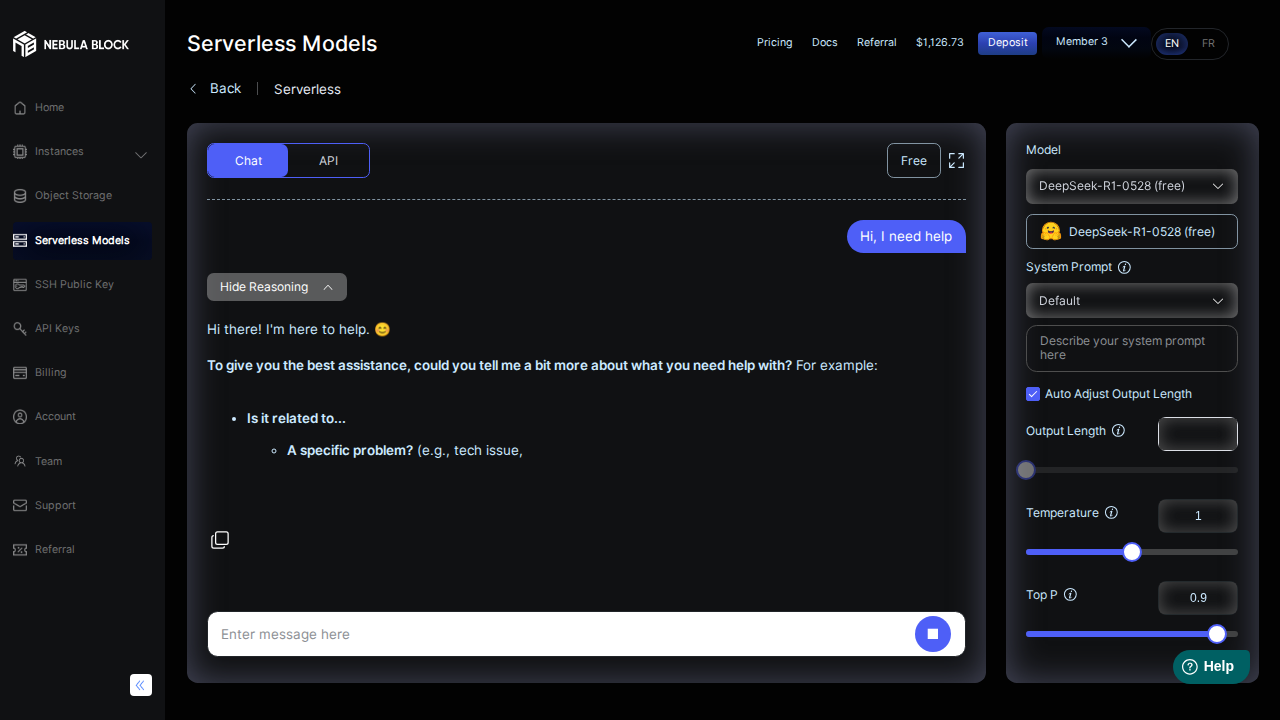 NEBULA BLOCK
Home
Instances
Object Storage
Serverless Models
SSH Public Key
API Keys
Billing
Account
Team
Support
Referral
Serverless Models
Pricing
Docs
Referral
$1,126.73
Deposit
Member 3
EN
FR
Back
Serverless
Chat
API
Free
Hi, I need help
Hide Reasoning
Hi there! I'm here to help. 😊
To give you the best assistance, could you tell me a bit more about what you need help with? For example:
• Is it related to...
◦ A specific problem? (e.g., tech issue,
Enter message here
Model
DeepSeek-R1-0528 (free)
DeepSeek-R1-0528 (free)
System Prompt
Default
Describe your system prompt
here
Auto Adjust Output Length
Output Length
Temperature
1
Top P
0.9
Help